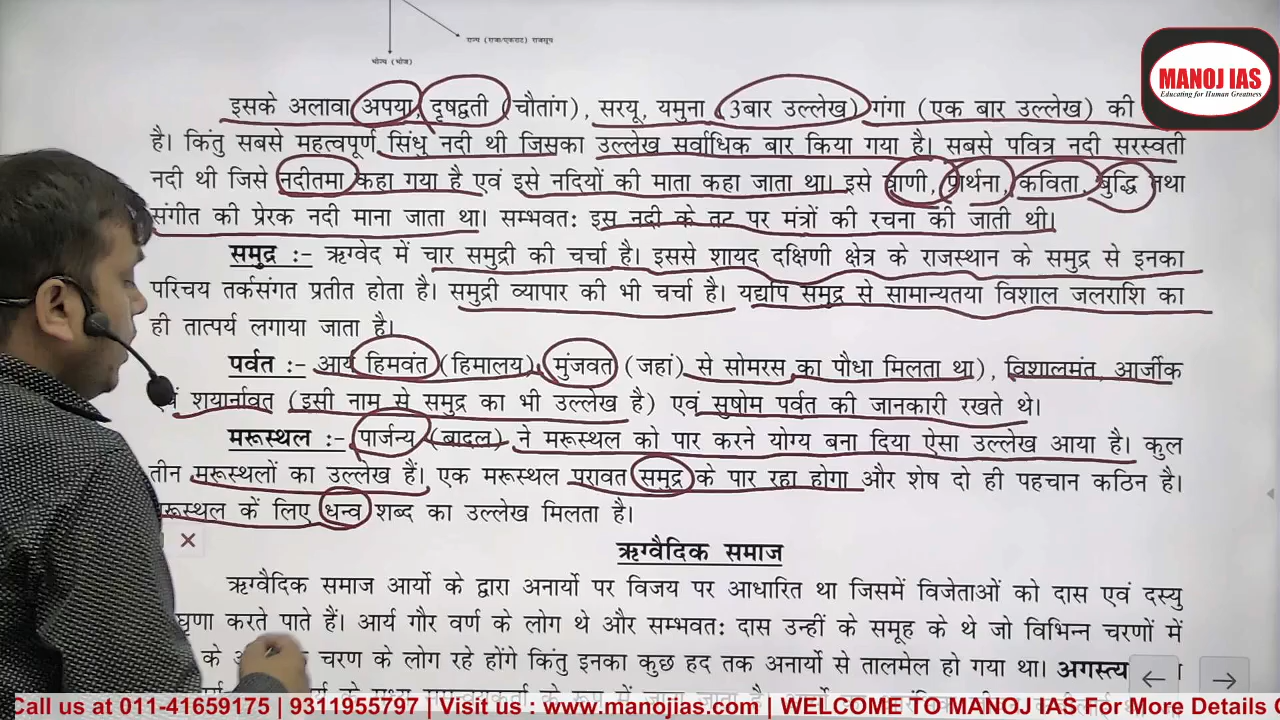 राज्य (राजा/एकराट) राजसूय
भोज्य (भोज)
MANOJ IAS
Educating for Human Greatness
इसके अलावा अपया, दृषद्वती (चौतांग), सरयू, यमुना (3बार उल्लेख) गंगा (एक बार उल्लेख) की
है। किंतु सबसे महत्वपूर्ण सिंधु नदी थी जिसका उल्लेख सर्वाधिक बार किया गया है। सबसे पवित्र नदी सरस्वती
नदी थी जिसे नदीतमा कहा गया है एवं इसे नदियों की माता कहा जाता था। इसे वाणी, प्रार्थना, कविता, बुद्धि तथा
संगीत की प्रेरक नदी माना जाता था। सम्भवतः इस नदी के तट पर मंत्रों की रचना की जाती थी।
समुद्र :- ऋग्वेद में चार समुद्री की चर्चा है। इससे शायद दक्षिणी क्षेत्र के राजस्थान के समुद्र से इनका
परिचय तर्कसंगत प्रतीत होता है। समुद्री व्यापार की भी चर्चा है। यद्यपि समुद्र से सामान्यतया विशाल जलराशि का
ही तात्पर्य लगाया जाता है।
पर्वत :- आर्य हिमवंत (हिमालय), मुंजवत (जहां) से सोमरस का पौधा मिलता था), विशालमंत, आर्जीक
एवं शयार्नावत (इसी नाम से समुद्र का भी उल्लेख है) एवं सुषोम पर्वत की जानकारी रखते थे।
मरूस्थल :- पार्जन्य (बादल) ने मरूस्थल को पार करने योग्य बना दिया ऐसा उल्लेख आया है। कुल
तीन मरूस्थलों का उल्लेख हैं। एक मरूस्थल परावत समुद्र के पार रहा होगा और शेष दो ही पहचान कठिन है।
मरूस्थल कें लिए धन्व शब्द का उल्लेख मिलता है।
ऋग्वैदिक समाज
ऋग्वैदिक समाज आर्यो के द्वारा अनार्यो पर विजय पर आधारित था जिसमें विजेताओं को दास एवं दस्यु
घृणा करते पाते हैं। आर्य गौर वर्ण के लोग थे और सम्भवतः दास उन्हीं के समूह के थे जो विभिन्न चरणों में
के चरण के लोग रहे होंगे किंतु इनका कुछ हद तक अनार्यो से तालमेल हो गया था। अगस्त्य
Call us at 011-41659175 | 9311955797 | Visit us : www.manojias.com | WELCOME TO MANOJ IAS For More Details C